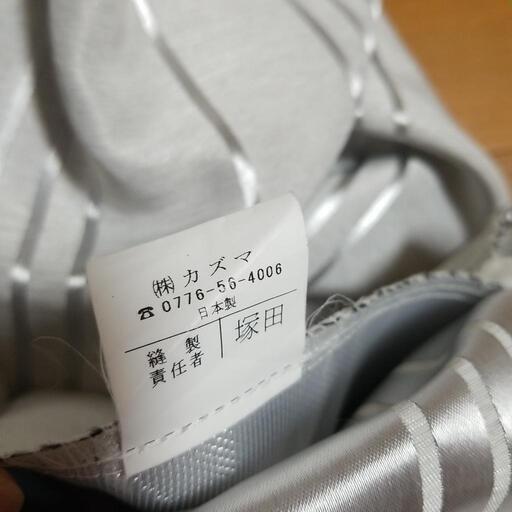 ㈱カズマ
☎0776-56-4006
日本製
縫製
責任者 塚田